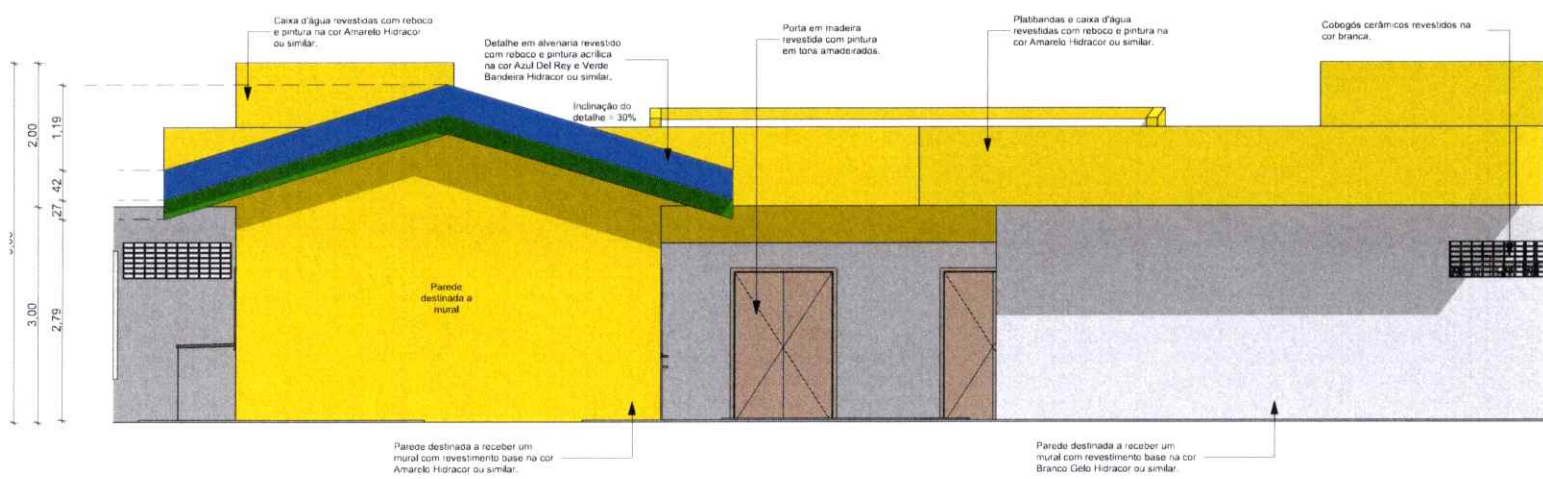 Caixa d'água revestidas com reboco
e pintura na cor Amarelo Hidracor
ou similar.
Detalhe em alvenaria revestido
com reboco e pintura acrílica
na cor Azul Del Rey e Verde
Bandeira Hidracor ou similar.
Inclinação do
detalhe = 30%
Porta em madeira
revestida com pintura
em tons amadeirados.
Platibandas e caixa d'água
revestidas com reboco e pintura na
cor Amarelo Hidracor ou similar.
Cobogós cerâmicos revestidos na
cor branca.
2,00
1,19
42
27
3,00
2,79
Parede
destinada a
mural
Parede destinada a receber um
mural com revestimento base na cor
Amarelo Hidracor ou similar.
Parede destinada a receber um
mural com revestimento base na cor
Branco Gelo Hidracor ou similar.